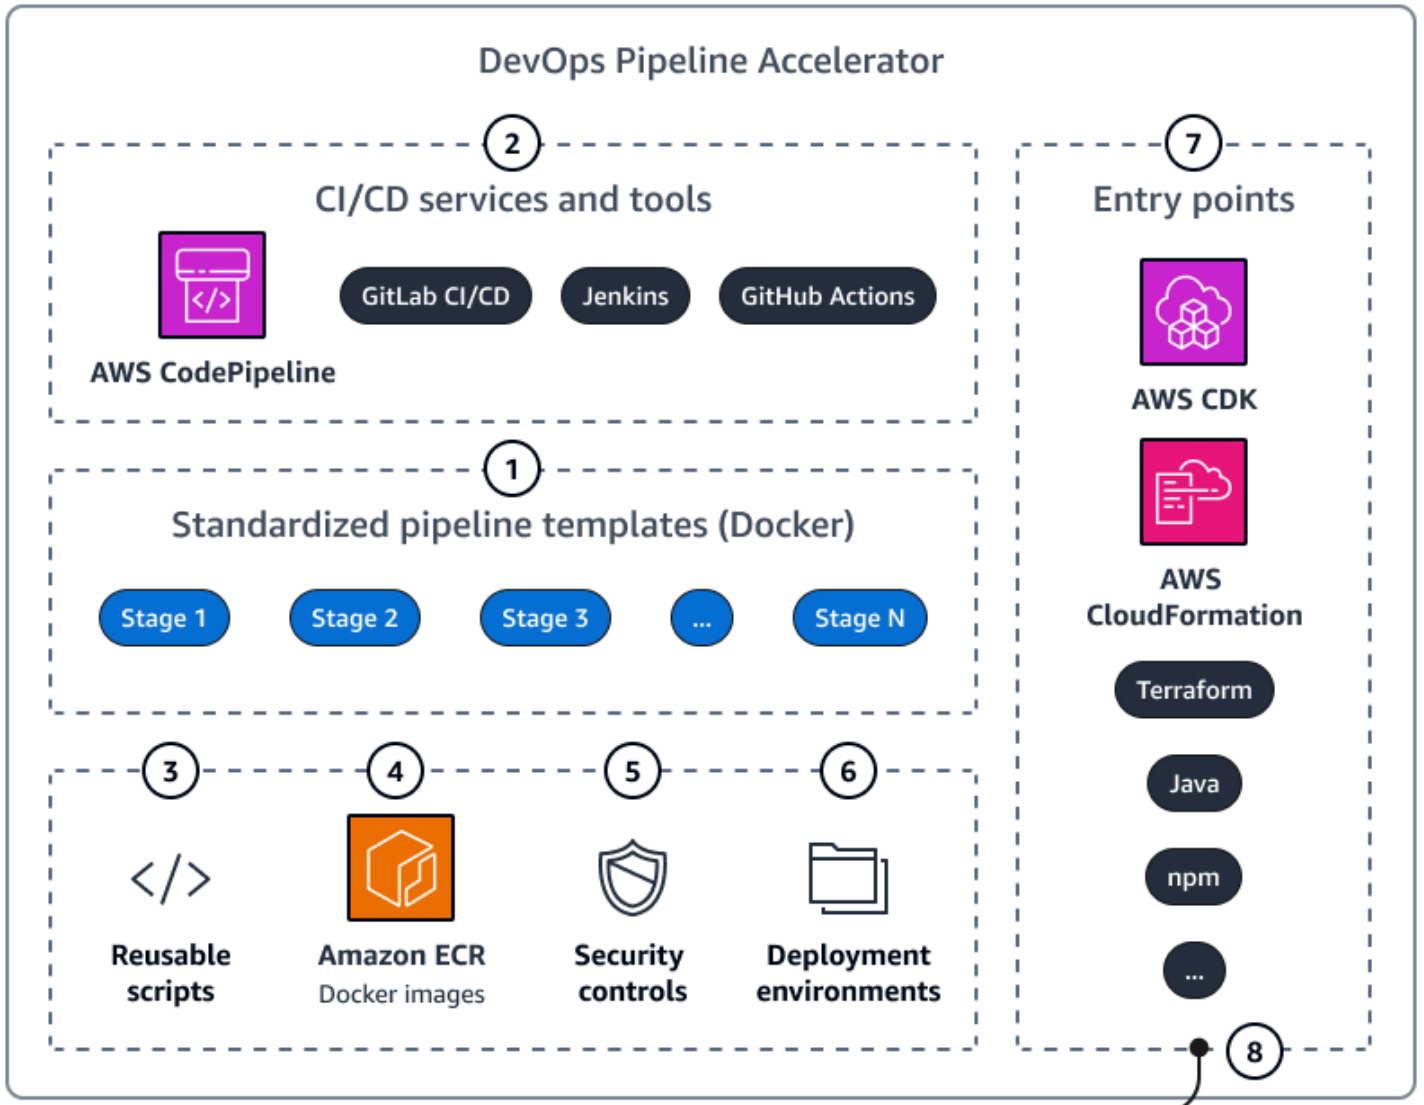 DevOps Pipeline Accelerator
2
CI/CD services and tools
AWS CodePipeline
GitLab CI/CD
Jenkins
GitHub Actions
1
Standardized pipeline templates (Docker)
Stage 1
Stage 2
Stage 3
...
Stage N
3
Reusable
scripts
4
Amazon ECR
Docker images
5
Security
controls
6
Deployment
environments
7
Entry points
AWS CDK
AWS
CloudFormation
Terraform
Java
npm
...
8